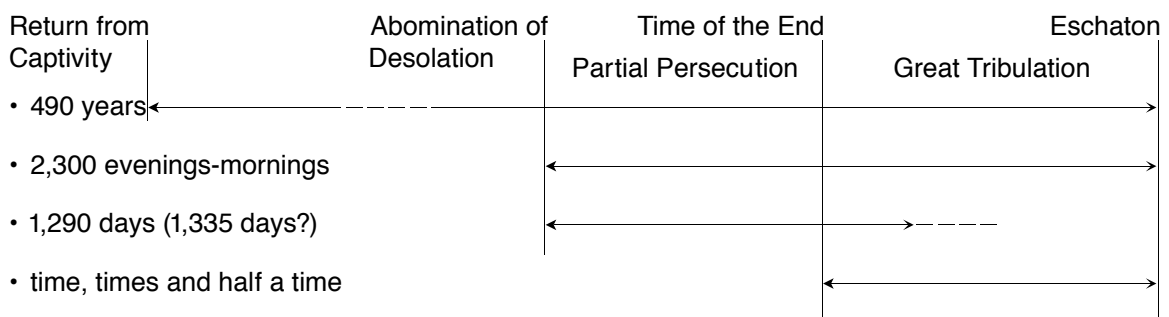 Return from Captivity
Abomination of Desolation
Time of the End
Eschaton
Partial Persecution
Great Tribulation
• 490 years
• 2,300 evenings-mornings
• 1,290 days (1,335 days?)
• time, times and half a time